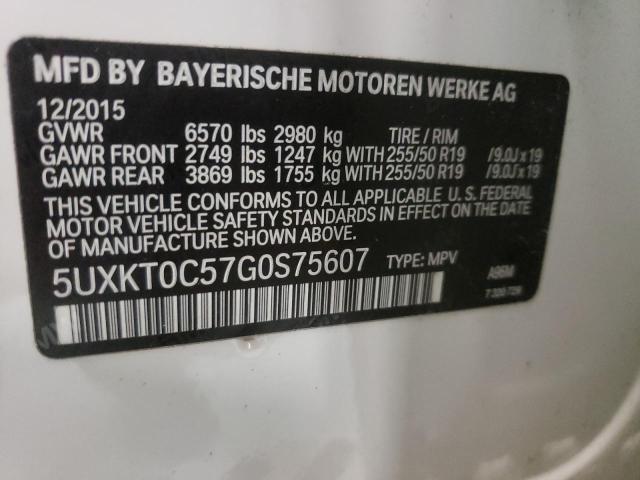 MFD BY BAYERISCHE MOTOREN WERKE AG
12/2015
GVWR 6570 lbs 2980 kg TIRE / RIM
GAWR FRONT 2749 lbs 1247 kg WITH 255/50 R19 /9.0J x 19
GAWR REAR 3869 lbs 1755 kg WITH 255/50 R19 /9.0J x 19
THIS VEHICLE CONFORMS TO ALL APPLICABLE U. S. FEDERAL
MOTOR VEHICLE SAFETY STANDARDS IN EFFECT ON THE DATE
OF MANUFACTURE SHOWN ABOVE.
5UXKT0C57G0S75607 TYPE: MPV A96M